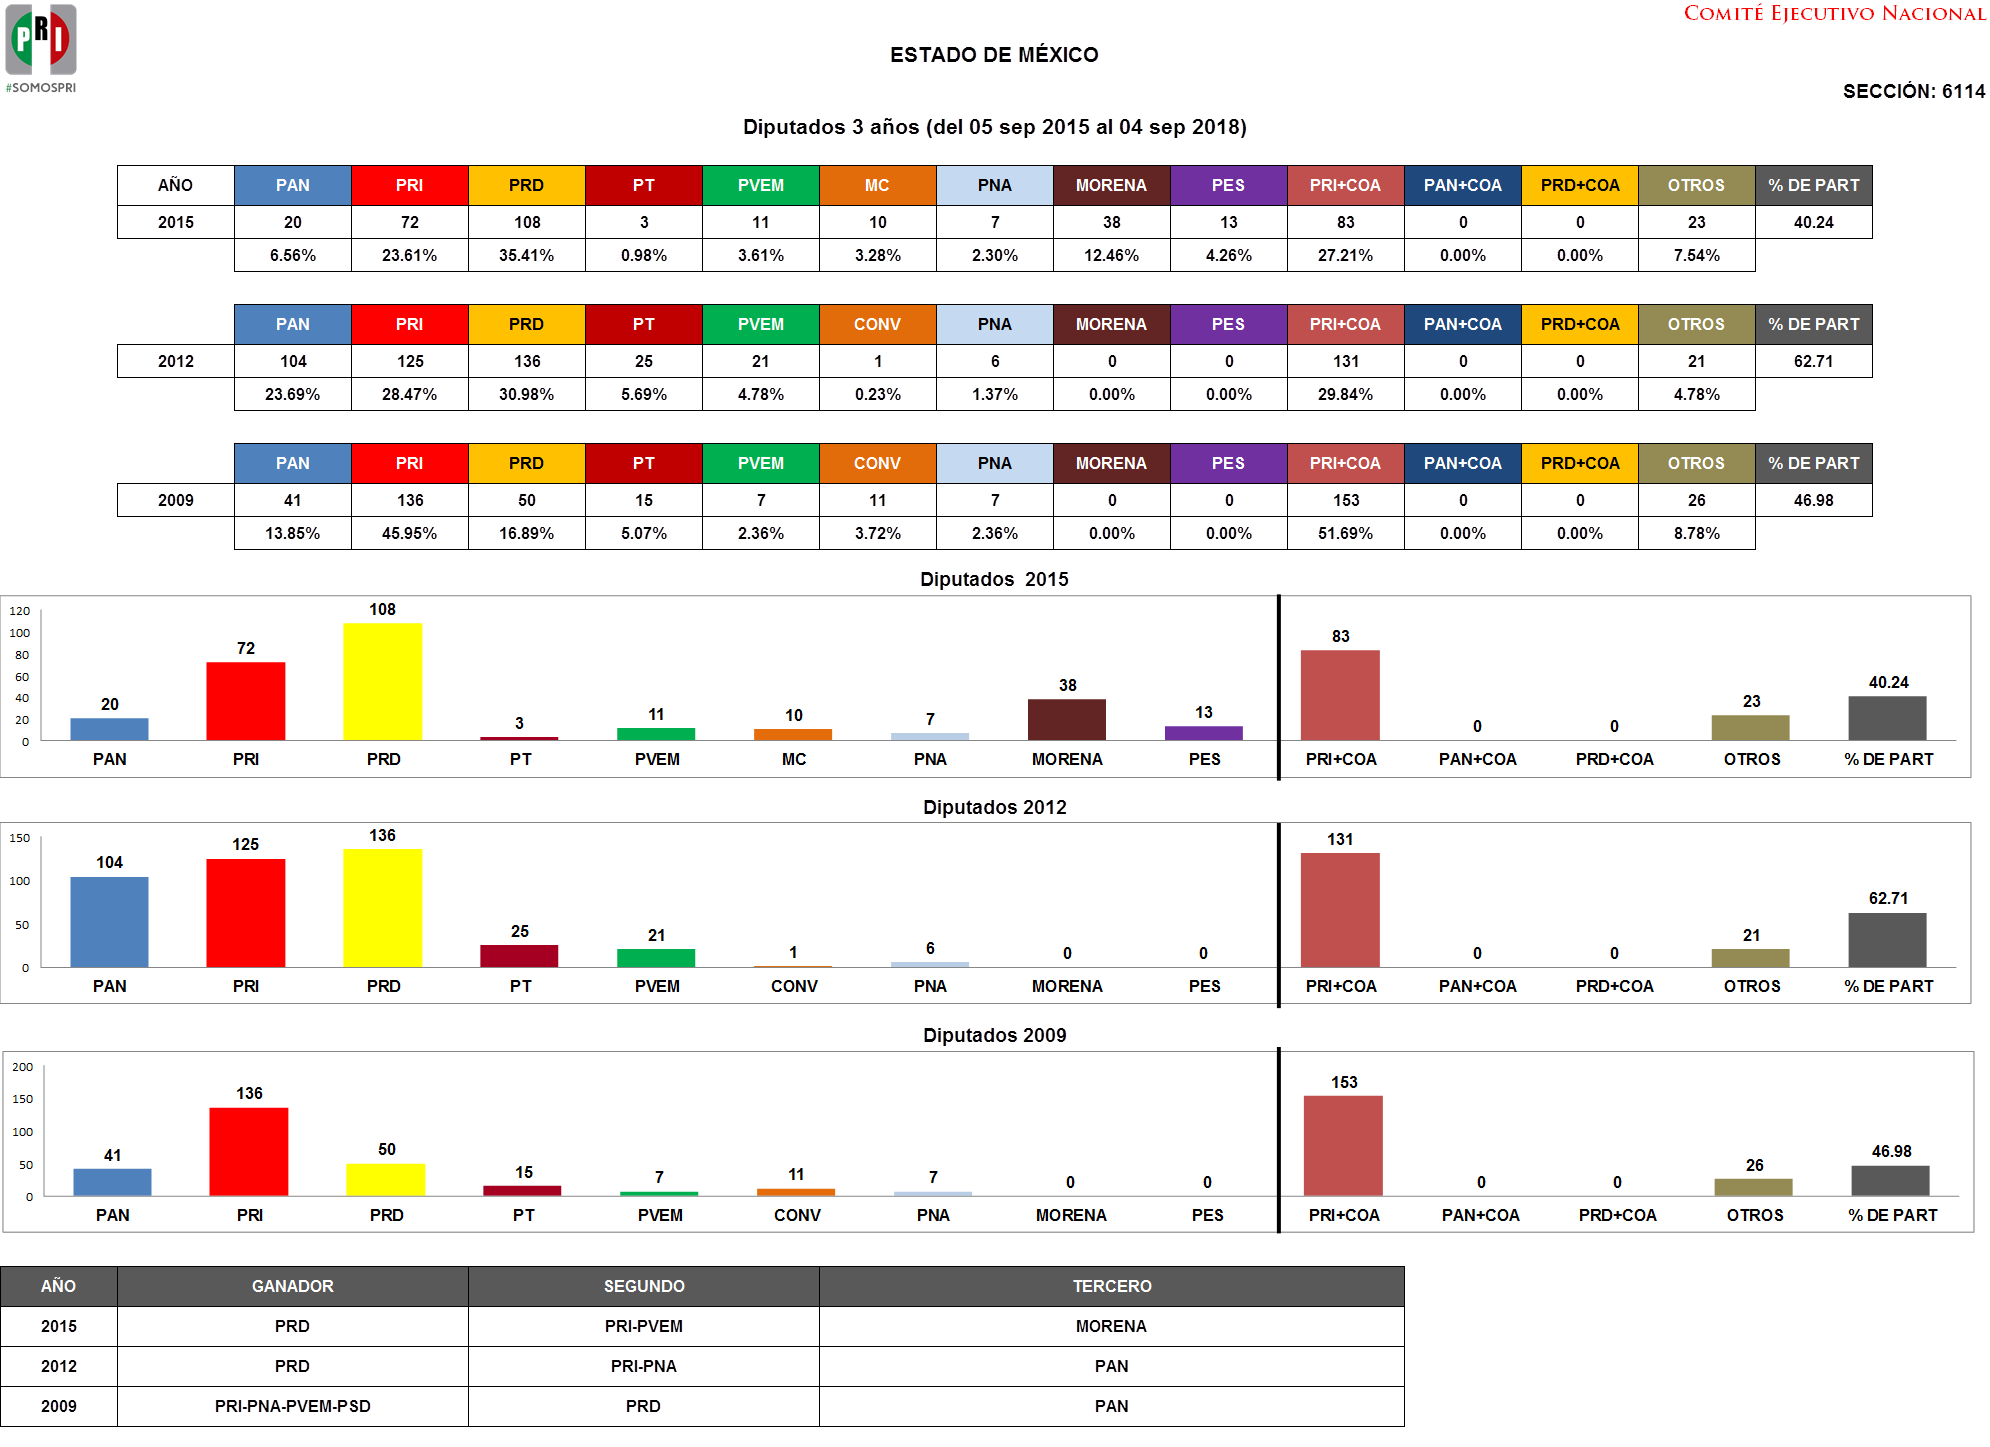 PRI
#SOMOSPRI
COMITÉ EJECUTIVO NACIONAL
ESTADO DE MÉXICO
SECCIÓN: 6114
Diputados 3 años (del 05 sep 2015 al 04 sep 2018)
AÑO PAN PRI PRD PT PVEM MC PNA MORENA PES PRI+COA PAN+COA PRD+COA OTROS % DE PART
2015 20 72 108 3 11 10 7 38 13 83 0 0 23 40.24
6.56% 23.61% 35.41% 0.98% 3.61% 3.28% 2.30% 12.46% 4.26% 27.21% 0.00% 0.00% 7.54%
PAN PRI PRD PT PVEM CONV PNA MORENA PES PRI+COA PAN+COA PRD+COA OTROS % DE PART
2012 104 125 136 25 21 1 6 0 0 131 0 0 21 62.71
23.69% 28.47% 30.98% 5.69% 4.78% 0.23% 1.37% 0.00% 0.00% 29.84% 0.00% 0.00% 4.78%
PAN PRI PRD PT PVEM CONV PNA MORENA PES PRI+COA PAN+COA PRD+COA OTROS % DE PART
2009 41 136 50 15 7 11 7 0 0 153 0 0 26 46.98
13.85% 45.95% 16.89% 5.07% 2.36% 3.72% 2.36% 0.00% 0.00% 51.69% 0.00% 0.00% 8.78%
Diputados 2015
120
100
80
60
40
20
0
20 72 108 3 11 10 7 38 13 83 0 0 23 40.24
PAN PRI PRD PT PVEM MC PNA MORENA PES PRI+COA PAN+COA PRD+COA OTROS % DE PART
Diputados 2012
150
100
50
0
104 125 136 25 21 1 6 0 0 131 0 0 21 62.71
PAN PRI PRD PT PVEM CONV PNA MORENA PES PRI+COA PAN+COA PRD+COA OTROS % DE PART
Diputados 2009
200
150
100
50
0
41 136 50 15 7 11 7 0 0 153 0 0 26 46.98
PAN PRI PRD PT PVEM CONV PNA MORENA PES PRI+COA PAN+COA PRD+COA OTROS % DE PART
AÑO GANADOR SEGUNDO TERCERO
2015 PRD PRI-PVEM MORENA
2012 PRD PRI-PNA PAN
2009 PRI-PNA-PVEM-PSD PRD PAN